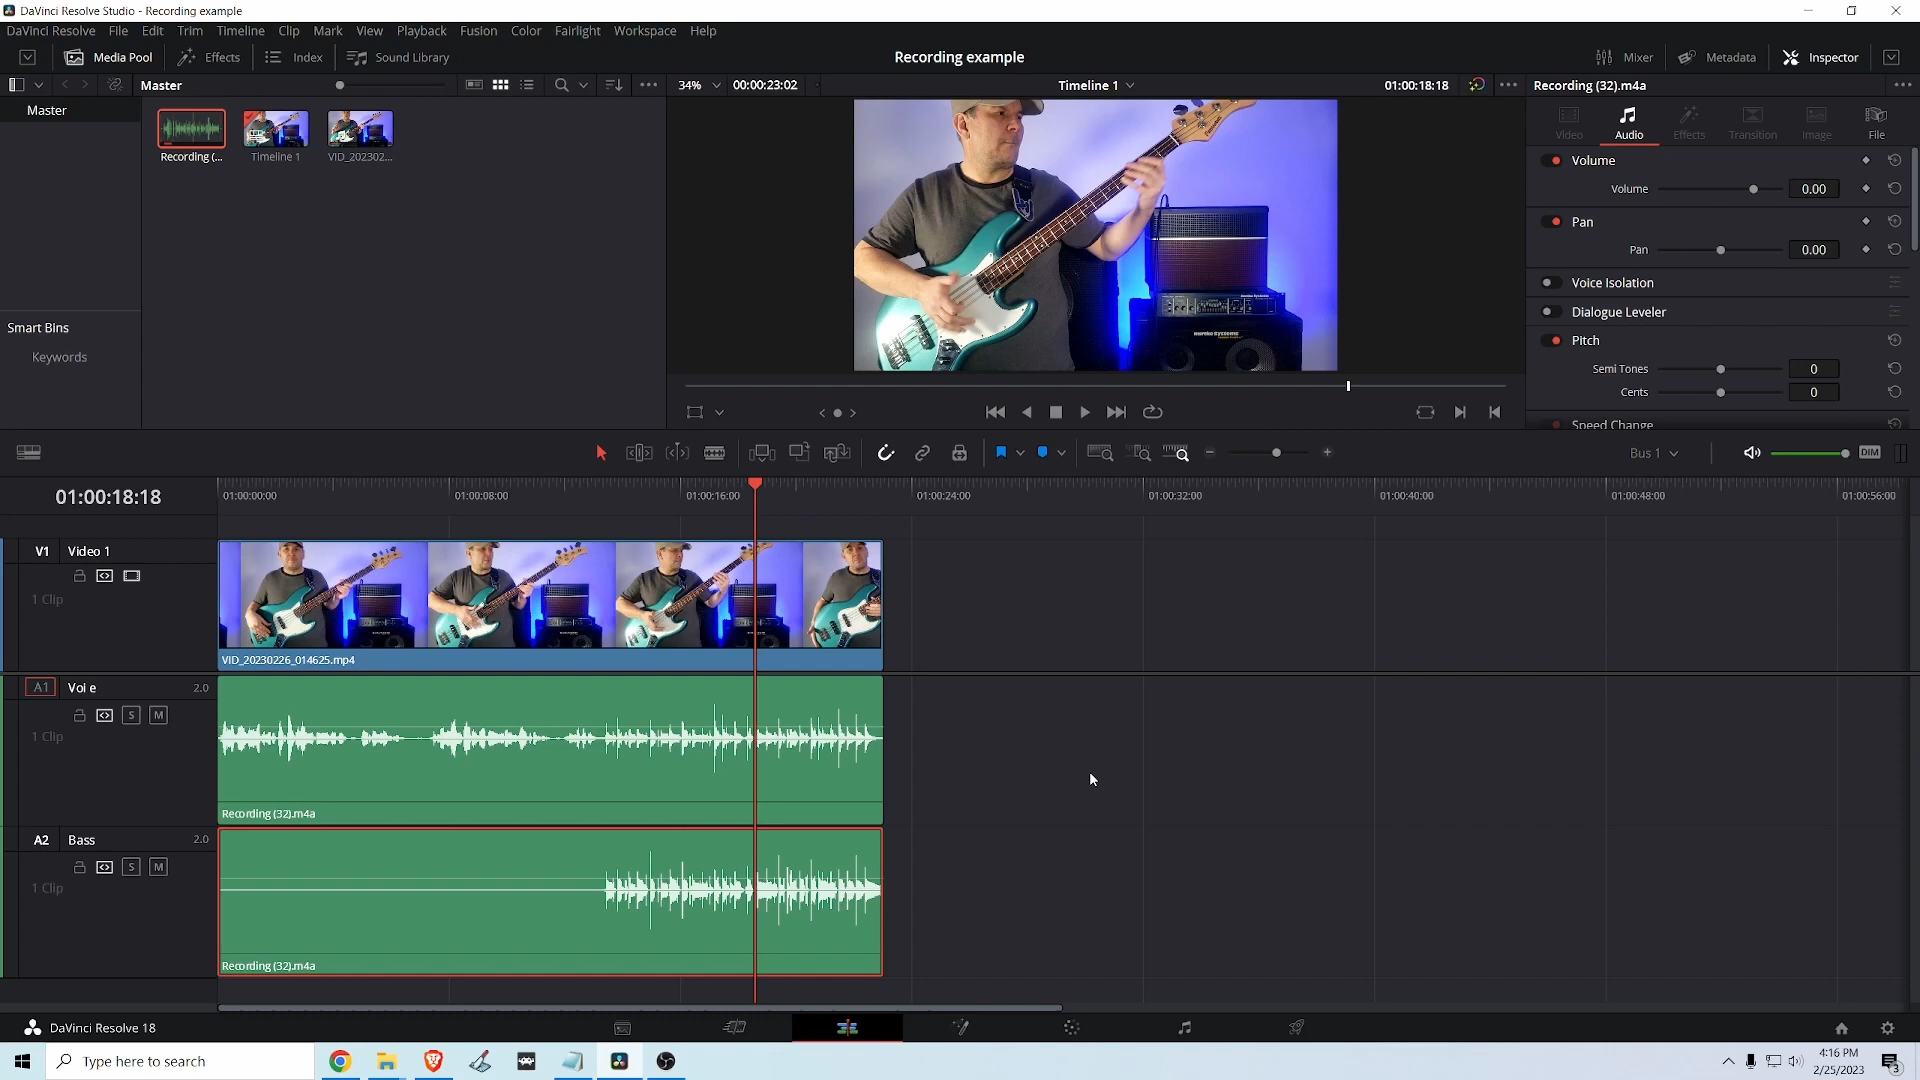 DaVinci Resolve Studio - Recording example
DaVinci Resolve File Edit Trim Timeline Clip Mark View Playback Fusion Color Fairlight Workspace Help
Media Pool Effects Index Sound Library Recording example Mixer Metadata Inspector
Master 34% 00:00:23:02 Timeline 1 01:00:18:18 Recording (32).m4a
Master
Recording (... Timeline 1 VID_202302...
Video Audio Effects Transition Image File
Volume
Volume 0.00
Pan
Pan 0.00
Voice Isolation
Dialogue Leveler
Pitch
Semi Tones 0
Cents 0
Speed Change
Smart Bins
Keywords
Bus 1 DIM
01:00:18:18
01:00:00:00 01:00:08:00 01:00:16:00 01:00:24:00 01:00:32:00 01:00:40:00 01:00:48:00 01:00:56:00
V1 Video 1
1 Clip
VID_20230226_014625.mp4
A1 Voi e 2.0
S M
1 Clip
Recording (32).m4a
A2 Bass 2.0
S M
1 Clip
Recording (32).m4a
DaVinci Resolve 18
Type here to search
4:16 PM
2/25/2023
3